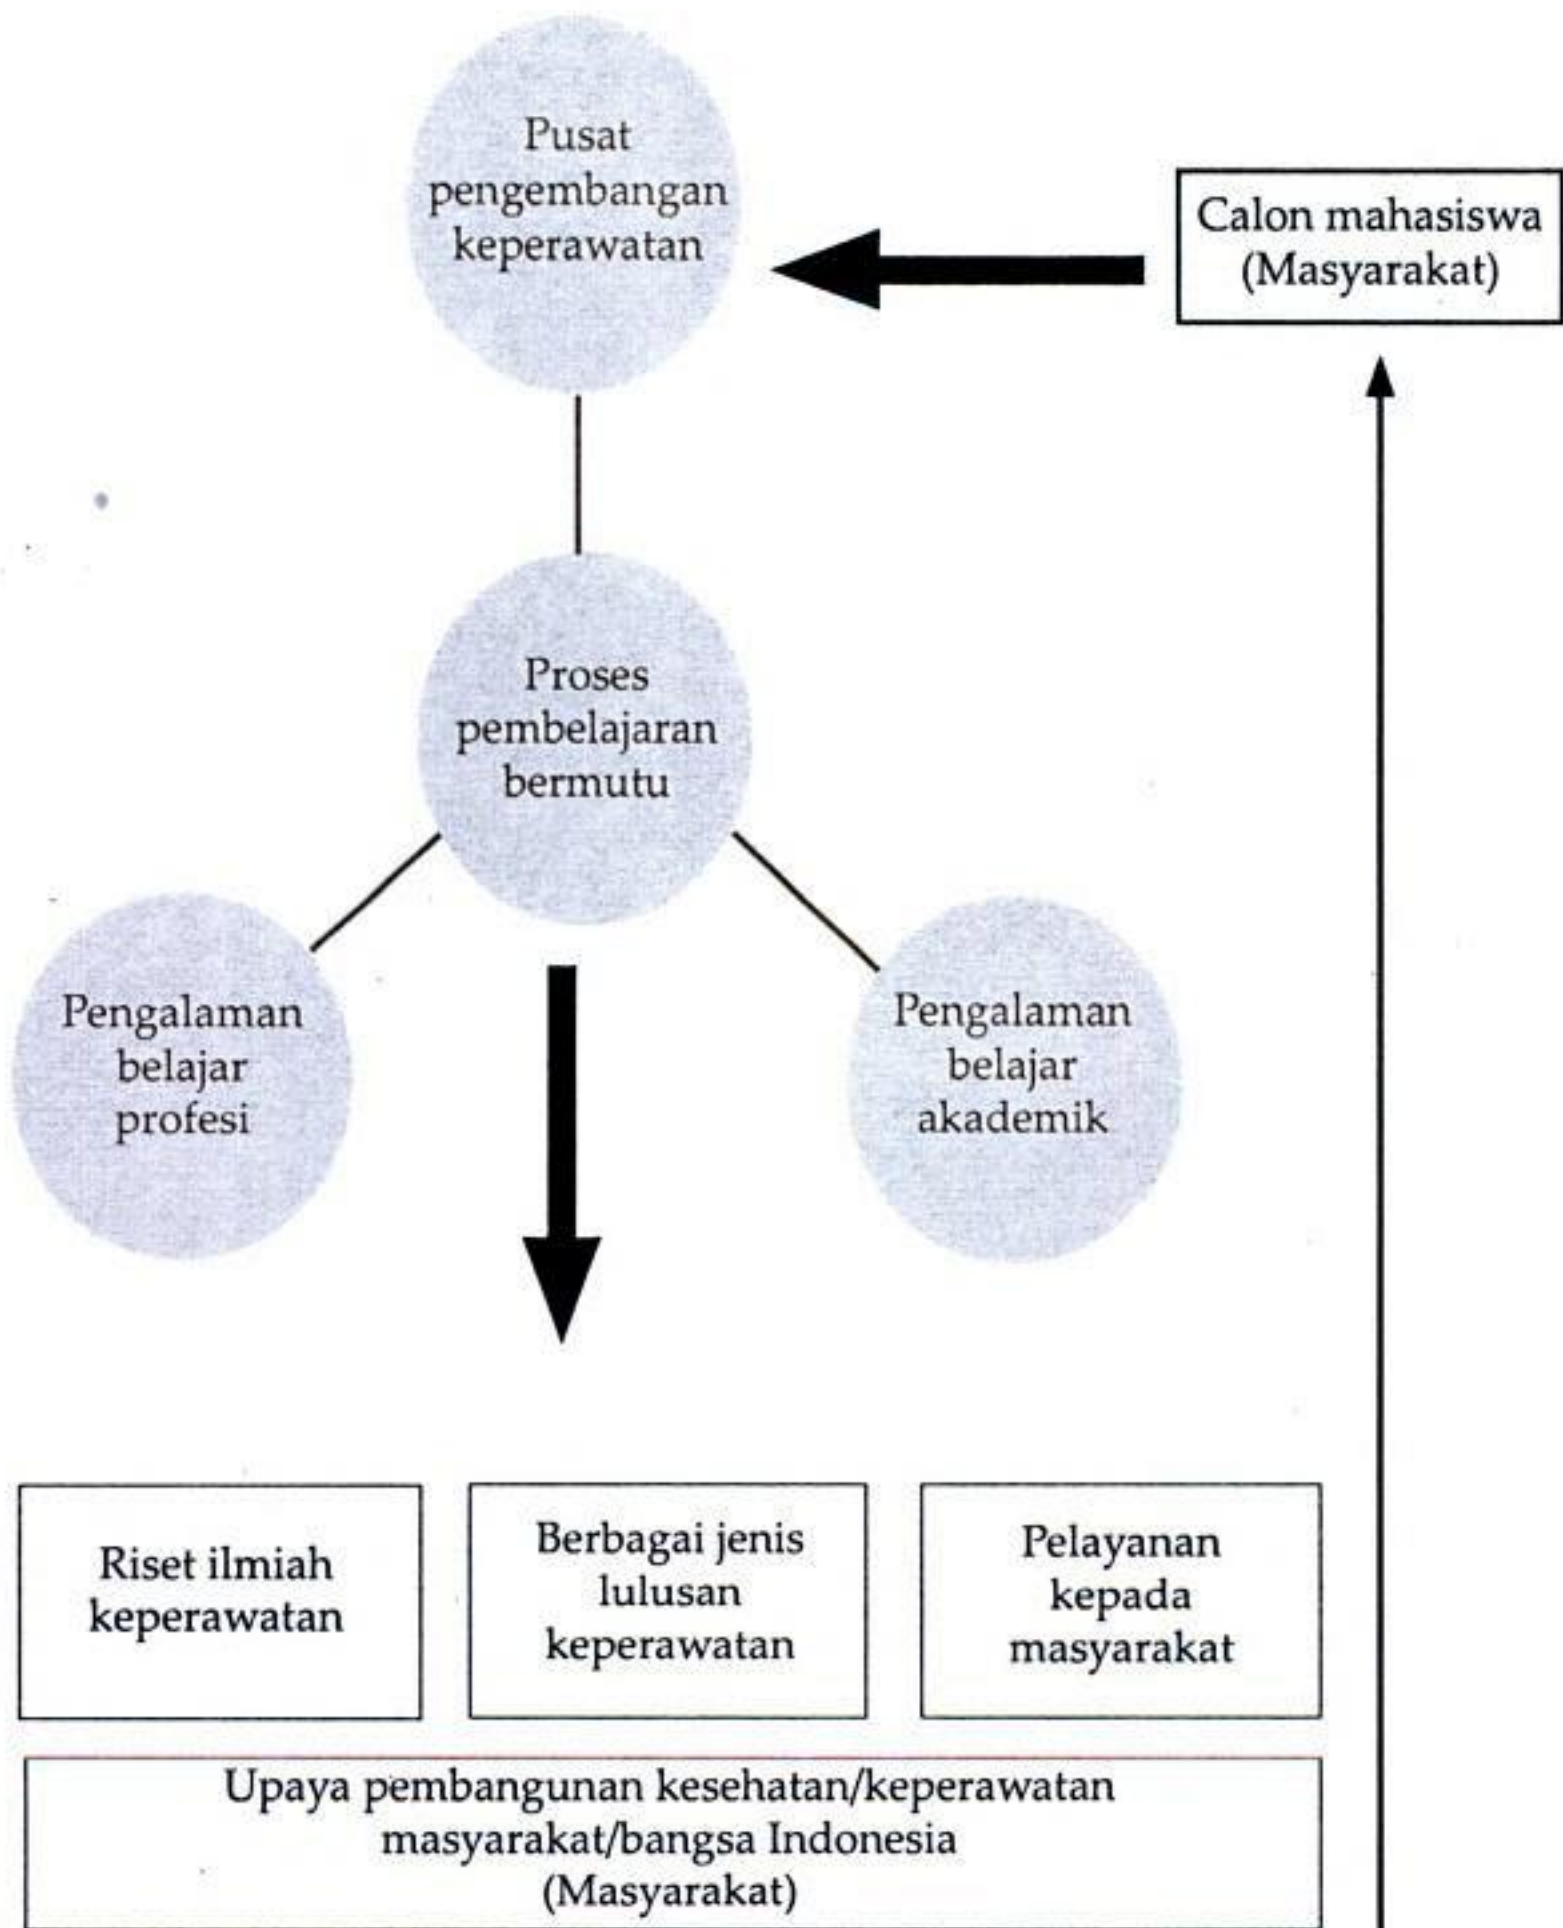 Pusat
pengembangan
keperawatan
Calon mahasiswa
(Masyarakat)
Proses
pembelajaran
bermutu
Pengalaman
belajar
profesi
Pengalaman
belajar
akademik
Riset ilmiah
keperawatan
Berbagai jenis
lulusan
keperawatan
Pelayanan
kepada
masyarakat
Upaya pembangunan kesehatan/keperawatan
masyarakat/bangsa Indonesia
(Masyarakat)